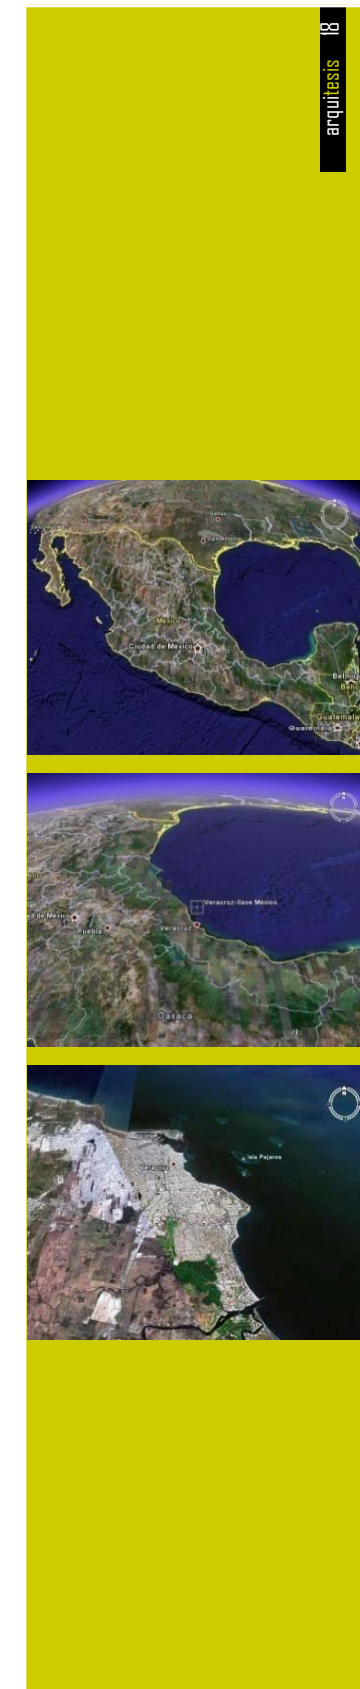 arquitesis 18
Dallas
San Antonio
México
Ciudad de México
Belmopan
Guatemala
Guatemala
Veracruz-llave México
Veracruz
Puebla
Oaxaca
Isla Pajaros
Veracruz